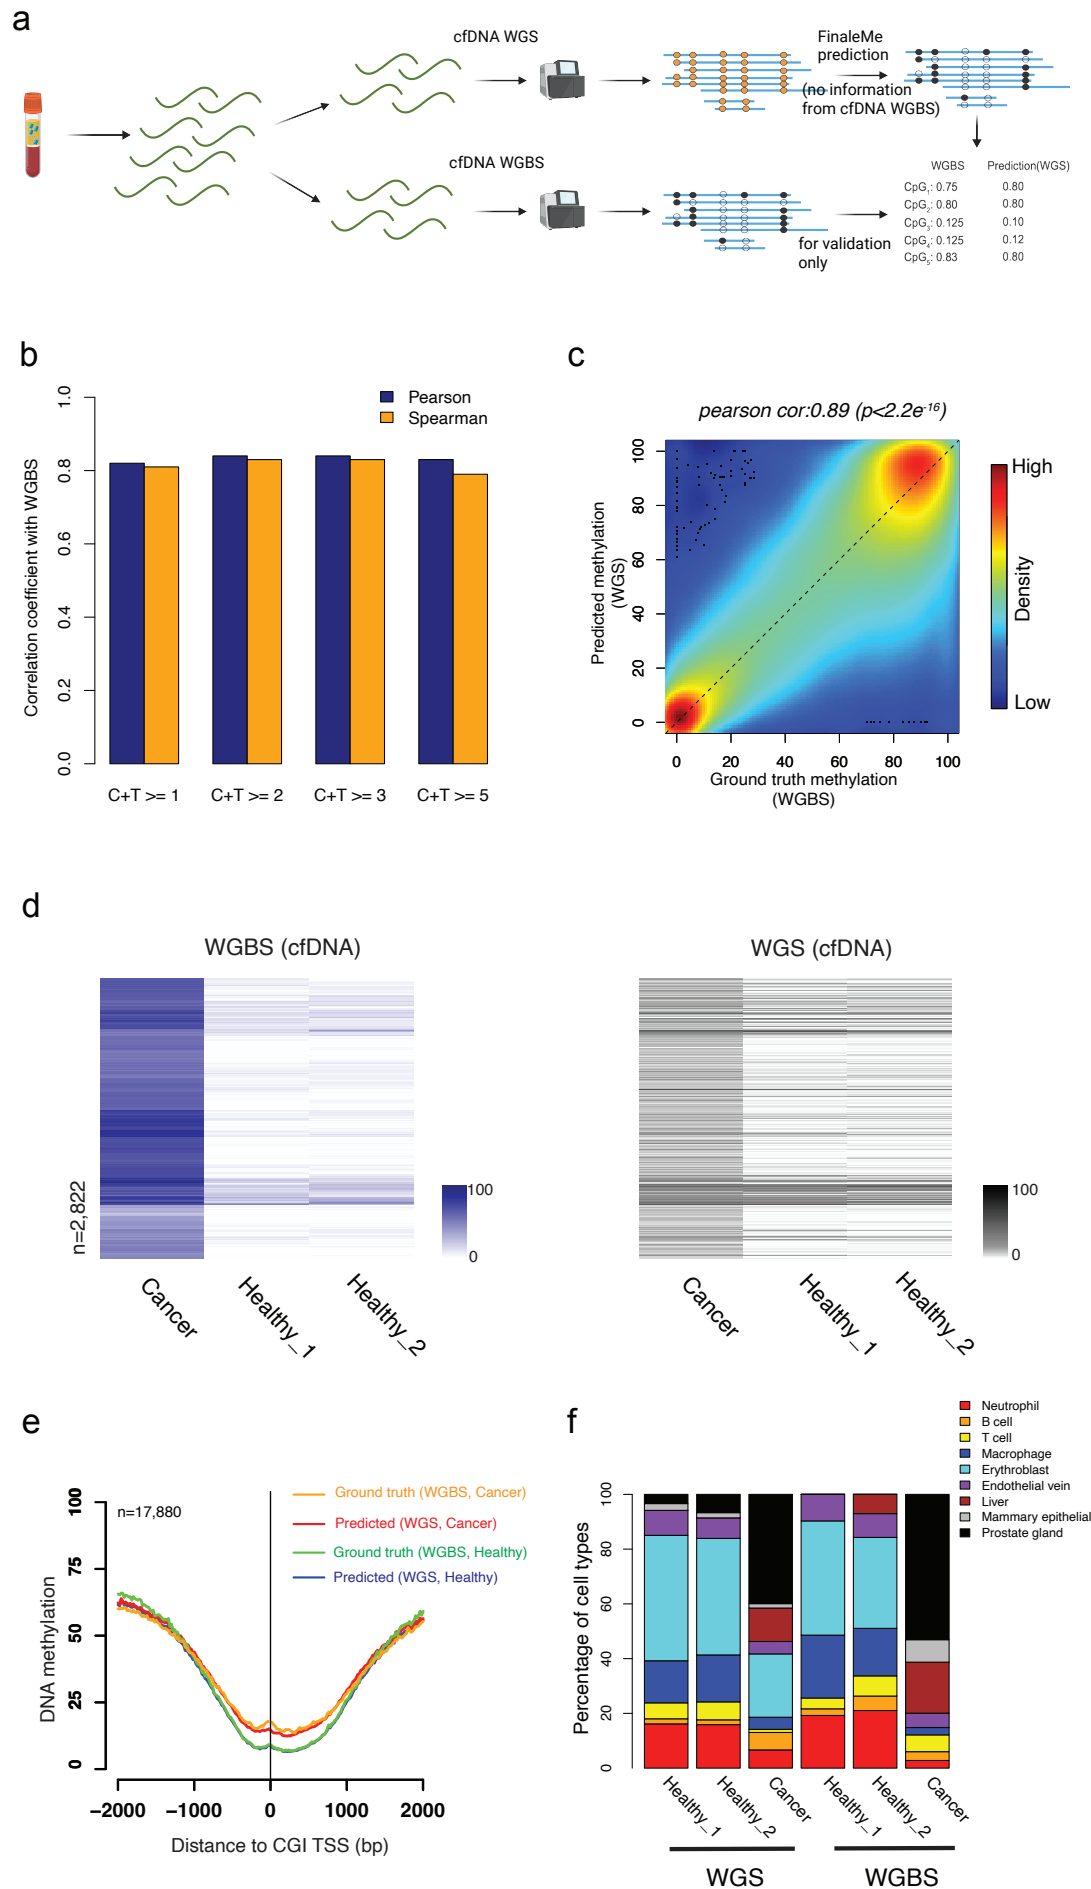 a
cfDNA WGS
FinaleMe
prediction
(no information
from cfDNA WGBS)
cfDNA WGBS
for validation
only
WGBS Prediction(WGS)
CpG1: 0.75 0.80
CpG2: 0.80 0.80
CpG3: 0.125 0.10
CpG4: 0.125 0.12
CpG5: 0.83 0.80
b
Correlation coefficient with WGBS
1.0
0.8
0.6
0.4
0.2
0.0
Pearson
Spearman
C+T >= 1 C+T >= 2 C+T >= 3 C+T >= 5
c
pearson cor:0.89 (p<2.2e-16)
Predicted methylation
(WGS)
100
80
60
40
20
0
0 20 40 60 80 100
Ground truth methylation
(WGBS)
High
Density
Low
d
WGBS (cfDNA)
n=2,822
100
0
Cancer
Healthy_1
Healthy_2
WGS (cfDNA)
100
0
Cancer
Healthy_1
Healthy_2
e
DNA methylation
100
75
50
25
0
n=17,880
Ground truth (WGBS, Cancer)
Predicted (WGS, Cancer)
Ground truth (WGBS, Healthy)
Predicted (WGS, Healthy)
−2000 −1000 0 1000 2000
Distance to CGI TSS (bp)
f
Neutrophil
B cell
T cell
Macrophage
Erythroblast
Endothelial vein
Liver
Mammary epithelial
Prostate gland
Percentage of cell types
100
80
60
40
20
0
Healthy_1
Healthy_2
Cancer
Healthy_1
Healthy_2
Cancer
WGS
WGBS